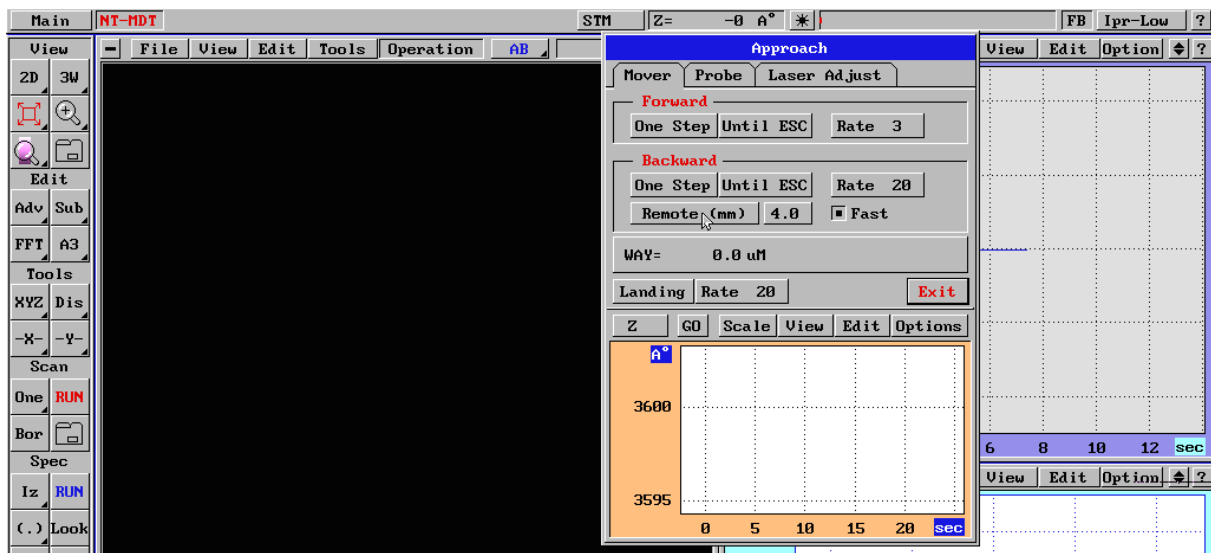 Main NT-MDT STM Z= -0 A° FB Ipr-Low ?
View
2D 3W
Edit
Adv Sub
FFT A3
Tools
XYZ Dis
-X- -Y-
Scan
One RUN
Bor
Spec
Iz RUN
(.) Look
File View Edit Tools Operation AB
Approach
Mover Probe Laser Adjust
Forward
One Step Until ESC Rate 3
Backward
One Step Until ESC Rate 20
Remote (mm) 4.0 Fast
WAY= 0.0 uM
Landing Rate 20 Exit
Z GO Scale View Edit Options
A°
3600
3595
0 5 10 15 20 sec
View Edit Option ?
6 8 10 12 sec
View Edit Option ?